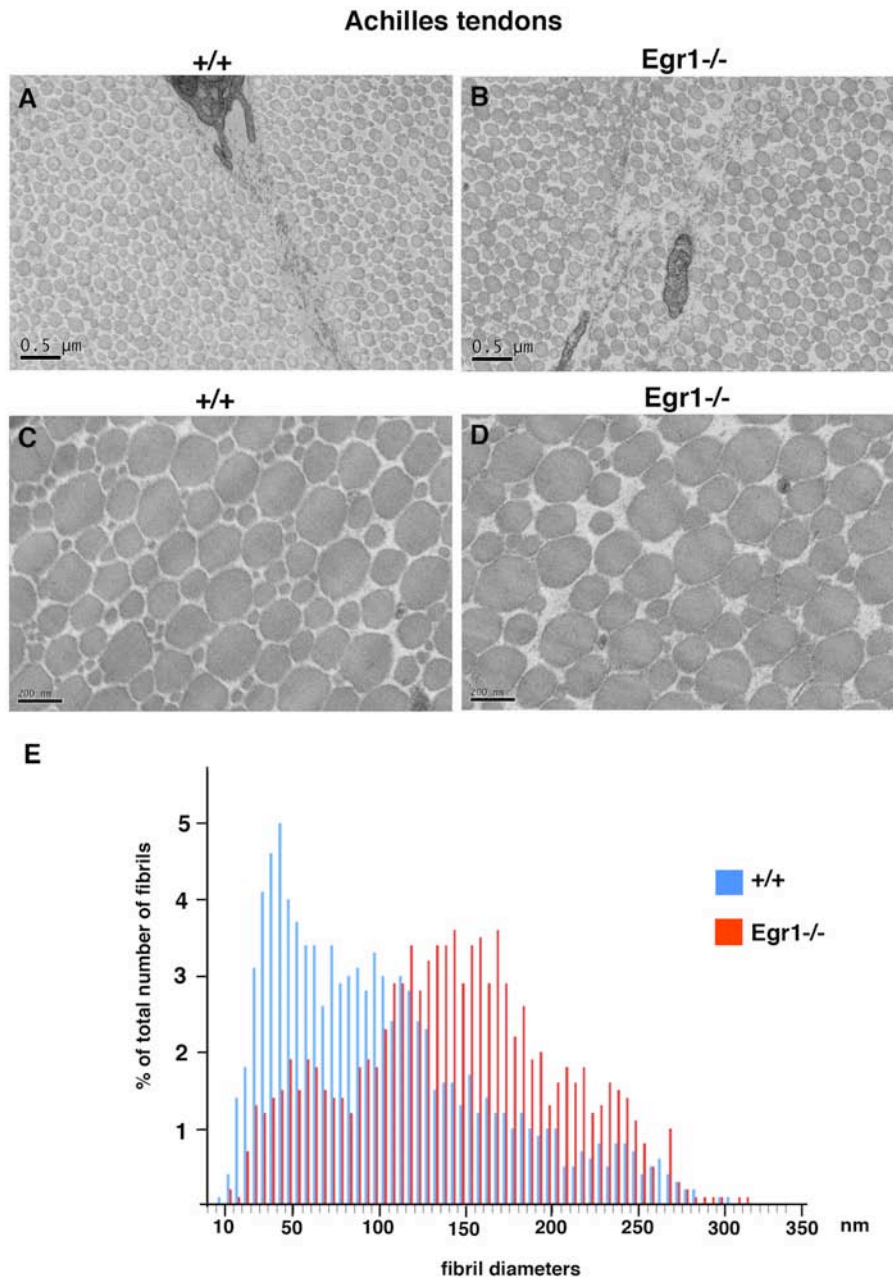 Achilles tendons
+/+ Egr1-/-
A B
0.5 µm 0.5 µm
+/+ Egr1-/-
C D
200 nm 200 nm
E
% of total number of fibrils
5
4
3
2
1
+/+
Egr1-/-
10 50 100 150 200 250 300 350 nm
fibril diameters